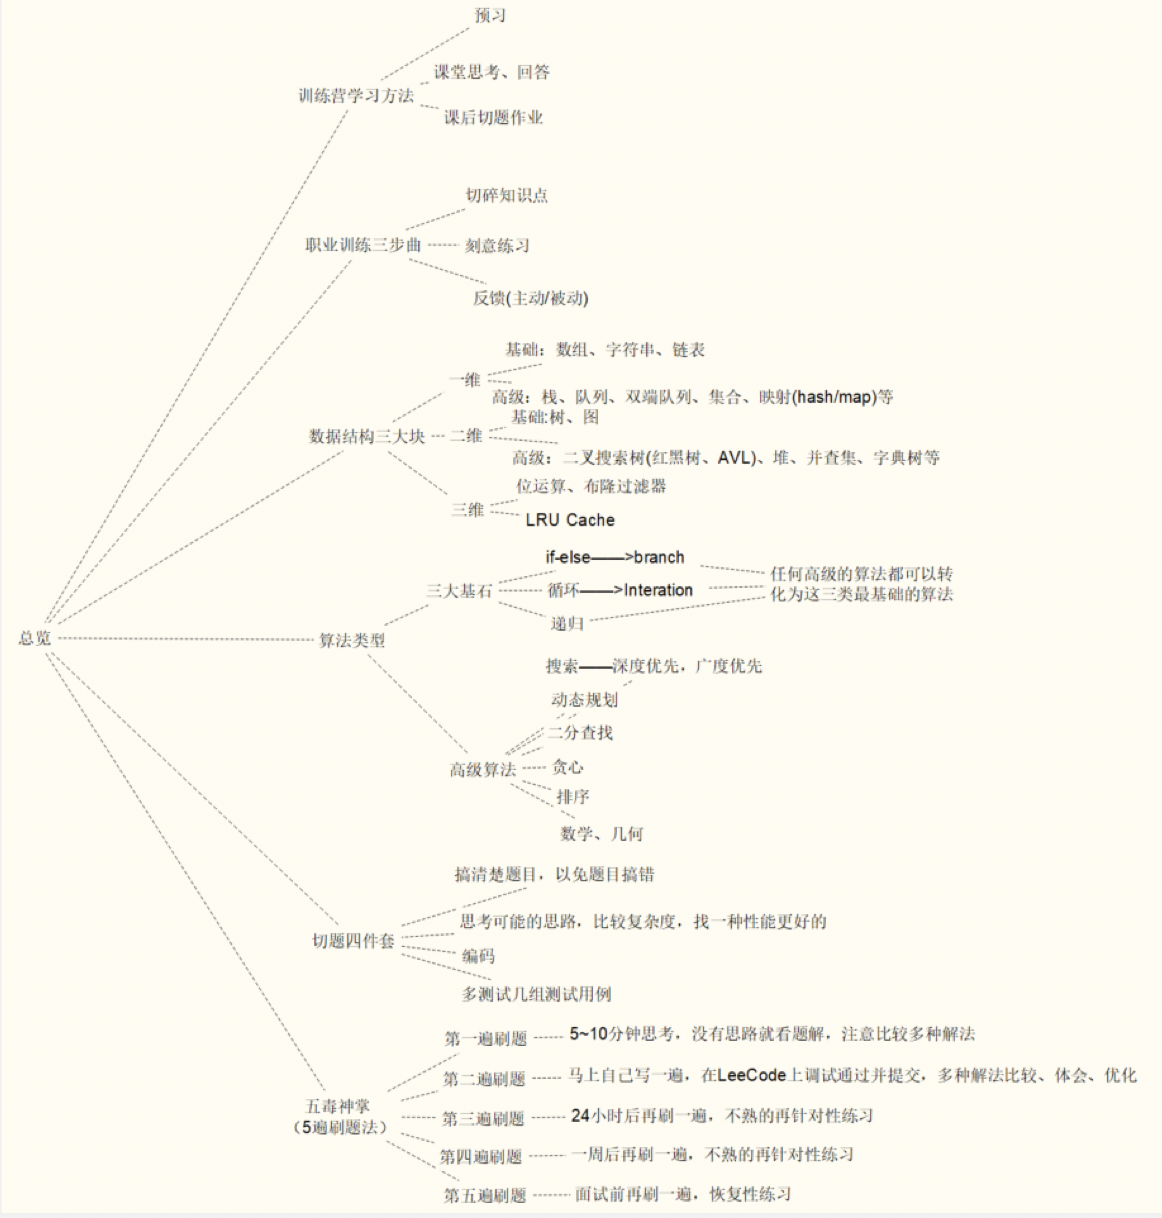 预习
课堂思考、回答
训练营学习方法
课后切题作业
切碎知识点
职业训练三步曲
刻意练习
反馈(主动/被动)
基础：数组、字符串、链表
一维
高级：栈、队列、双端队列、集合、映射(hash/map)等
基础:树、图
数据结构三大块
二维
高级：二叉搜索树(红黑树、AVL)、堆、并查集、字典树等
位运算、布隆过滤器
三维
LRU Cache
if-else——>branch
三大基石
循环——>Interation
任何高级的算法都可以转
化为这三类最基础的算法
递归
总览
算法类型
搜索——深度优先，广度优先
动态规划
二分查找
高级算法
贪心
排序
数学、几何
搞清楚题目，以免题目搞错
思考可能的思路，比较复杂度，找一种性能更好的
切题四件套
编码
多测试几组测试用例
第一遍刷题
5~10分钟思考，没有思路就看题解，注意比较多种解法
第二遍刷题
马上自己写一遍，在LeeCode上调试通过并提交，多种解法比较、体会、优化
五毒神掌
（5遍刷题法）
第三遍刷题
24小时后再刷一遍，不熟的再针对性练习
第四遍刷题
一周后再刷一遍，不熟的再针对性练习
第五遍刷题
面试前再刷一遍，恢复性练习